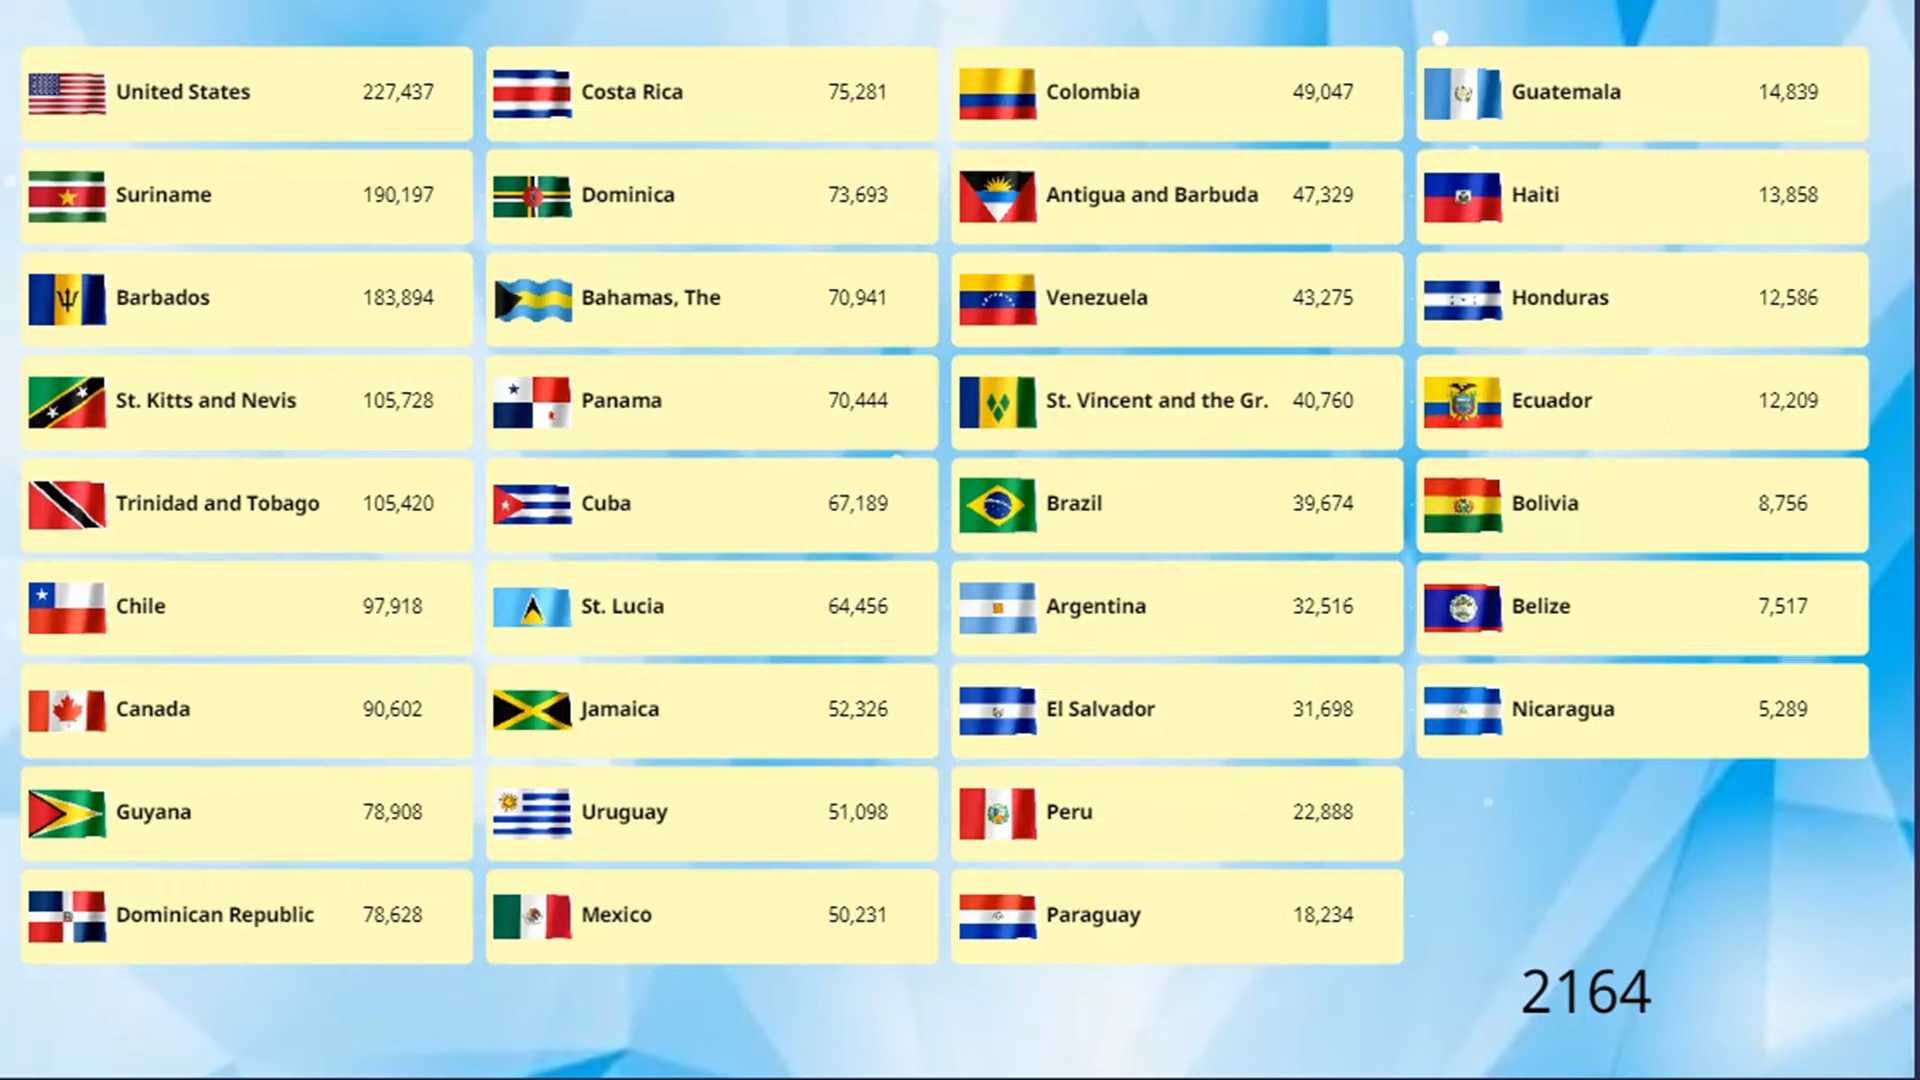 United States 227,437
Suriname 190,197
Barbados 183,894
St. Kitts and Nevis 105,728
Trinidad and Tobago 105,420
Chile 97,918
Canada 90,602
Guyana 78,908
Dominican Republic 78,628
Costa Rica 75,281
Dominica 73,693
Bahamas, The 70,941
Panama 70,444
Cuba 67,189
St. Lucia 64,456
Jamaica 52,326
Uruguay 51,098
Mexico 50,231
Colombia 49,047
Antigua and Barbuda 47,329
Venezuela 43,275
St. Vincent and the Gr. 40,760
Brazil 39,674
Argentina 32,516
El Salvador 31,698
Peru 22,888
Paraguay 18,234
Guatemala 14,839
Haiti 13,858
Honduras 12,586
Ecuador 12,209
Bolivia 8,756
Belize 7,517
Nicaragua 5,289
2164